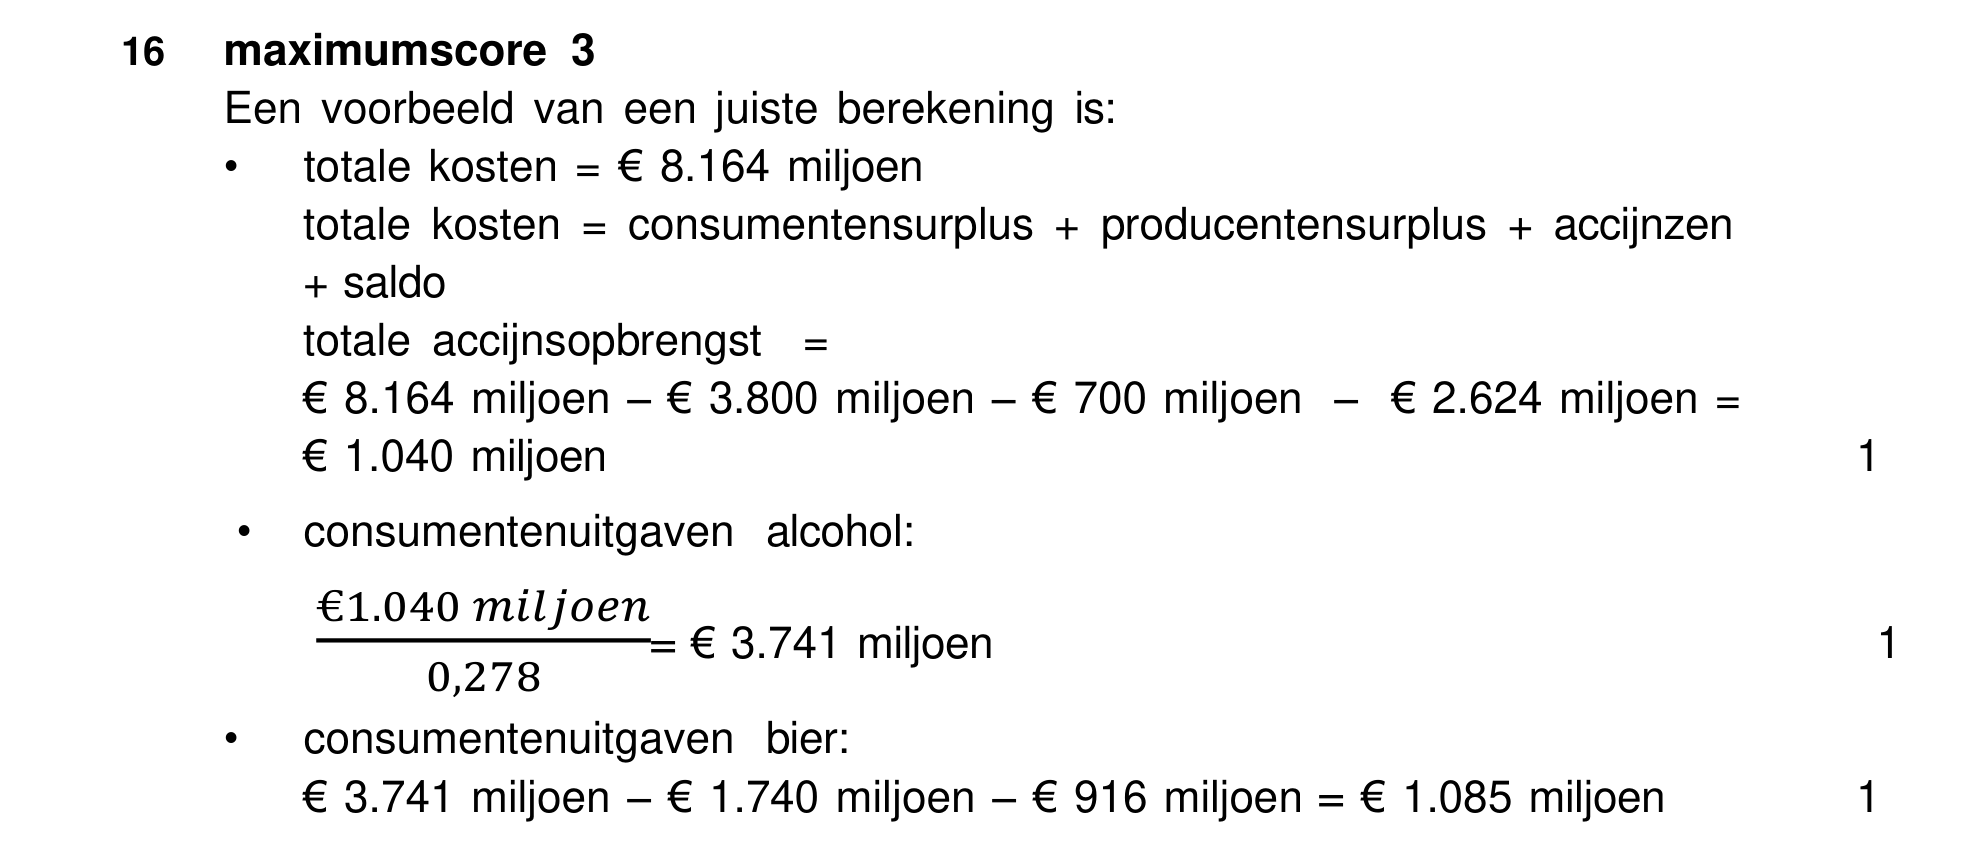 16 maximumscore 3
Een voorbeeld van een juiste berekening is:
• totale kosten = € 8.164 miljoen
totale kosten = consumentensurplus + producentensurplus + accijnzen
+ saldo
totale accijnsopbrengst =
€ 8.164 miljoen – € 3.800 miljoen – € 700 miljoen – € 2.624 miljoen =
€ 1.040 miljoen 1
• consumentenuitgaven alcohol:
€1.040 miljoen
= € 3.741 miljoen 1
0,278
• consumentenuitgaven bier:
€ 3.741 miljoen – € 1.740 miljoen – € 916 miljoen = € 1.085 miljoen 1